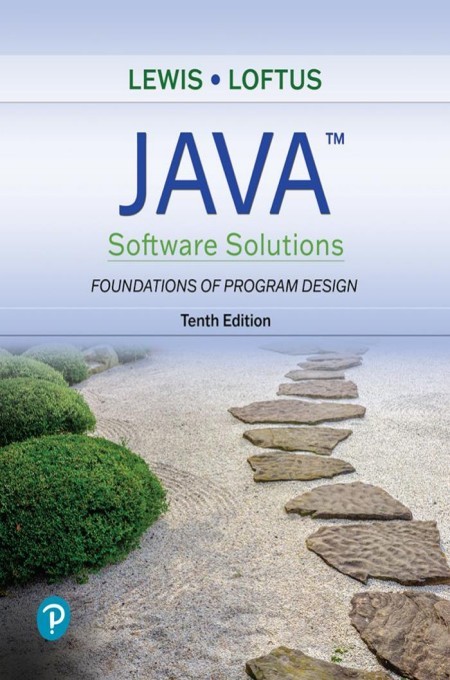 LEWIS • LOFTUS
JAVA™
Software Solutions
FOUNDATIONS OF PROGRAM DESIGN
Tenth Edition
P